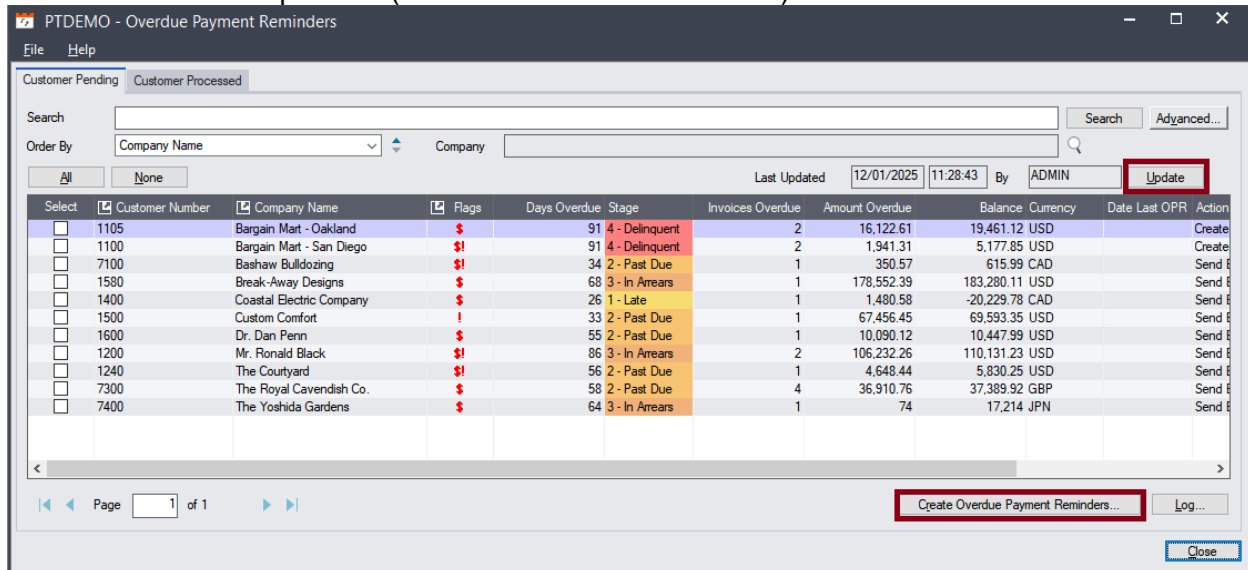 PTDEMO - Overdue Payment Reminders
File Help
Customer Pending Customer Processed
Search Search Advanced...
Order By Company Name Company
All None Last Updated 12/01/2025 11:28:43 By ADMIN Update
Select Customer Number Company Name Flags Days Overdue Stage Invoices Overdue Amount Overdue Balance Currency Date Last OPR Action
1105 Bargain Mart - Oakland $ 91 4 - Delinquent 2 16,122.61 19,461.12 USD Create
1100 Bargain Mart - San Diego $! 91 4 - Delinquent 2 1,941.31 5,177.85 USD Create
7100 Bashaw Bulldozing $! 34 2 - Past Due 1 350.57 615.99 CAD Send
1580 Break-Away Designs $ 68 3 - In Arrears 1 178,552.39 183,280.11 USD Send
1400 Coastal Electric Company $ 26 1 - Late 1 1,480.58 -20,229.78 CAD Send
1500 Custom Comfort ! 33 2 - Past Due 1 67,456.45 69,593.35 USD Send
1600 Dr. Dan Penn $ 55 2 - Past Due 1 10,090.12 10,447.99 USD Send
1200 Mr. Ronald Black $! 86 3 - In Arrears 2 106,232.26 110,131.23 USD Send
1240 The Courtyard $! 56 2 - Past Due 1 4,648.44 5,830.25 USD Send
7300 The Royal Cavendish Co. $ 58 2 - Past Due 4 36,910.76 37,389.92 GBP Send
7400 The Yoshida Gardens $ 64 3 - In Arrears 1 74 17,214 JPN Send
Page 1 of 1 Create Overdue Payment Reminders... Log...
Close